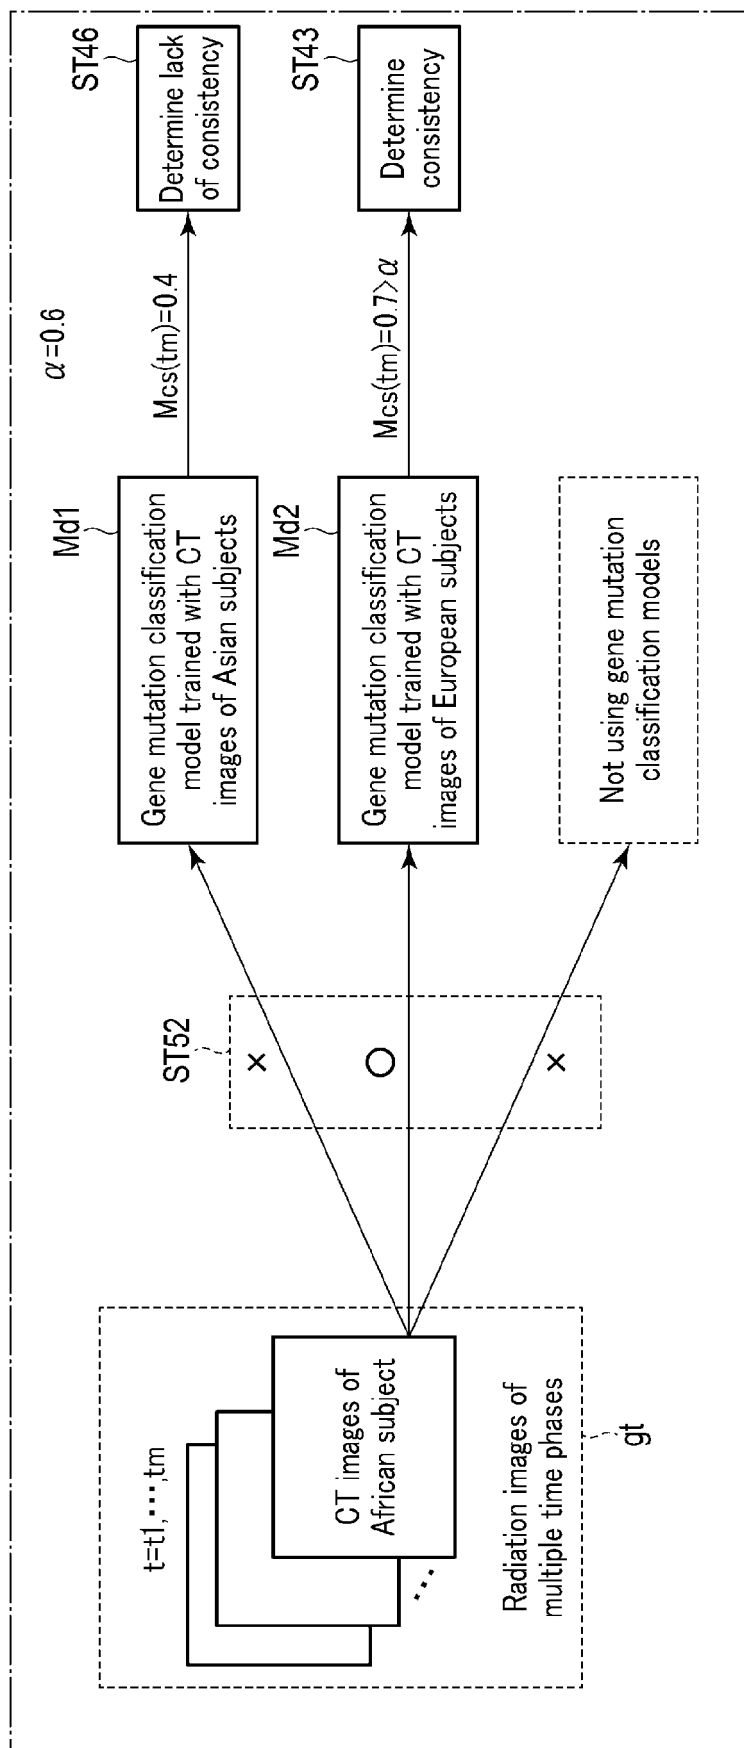 t=t1,・・・,tm
CT images of
African subject
・・・
Radiation images of
multiple time phases
gt
ST52
×
○
×
Md1
Gene mutation classification
model trained with CT
images of Asian subjects
Md2
Gene mutation classification
model trained with CT
images of European subjects
Not using gene mutation
classification models
α=0.6
Mcs(tm)=0.4
Mcs(tm)=0.7>α
ST46
Determine lack
of consistency
ST43
Determine
consistency